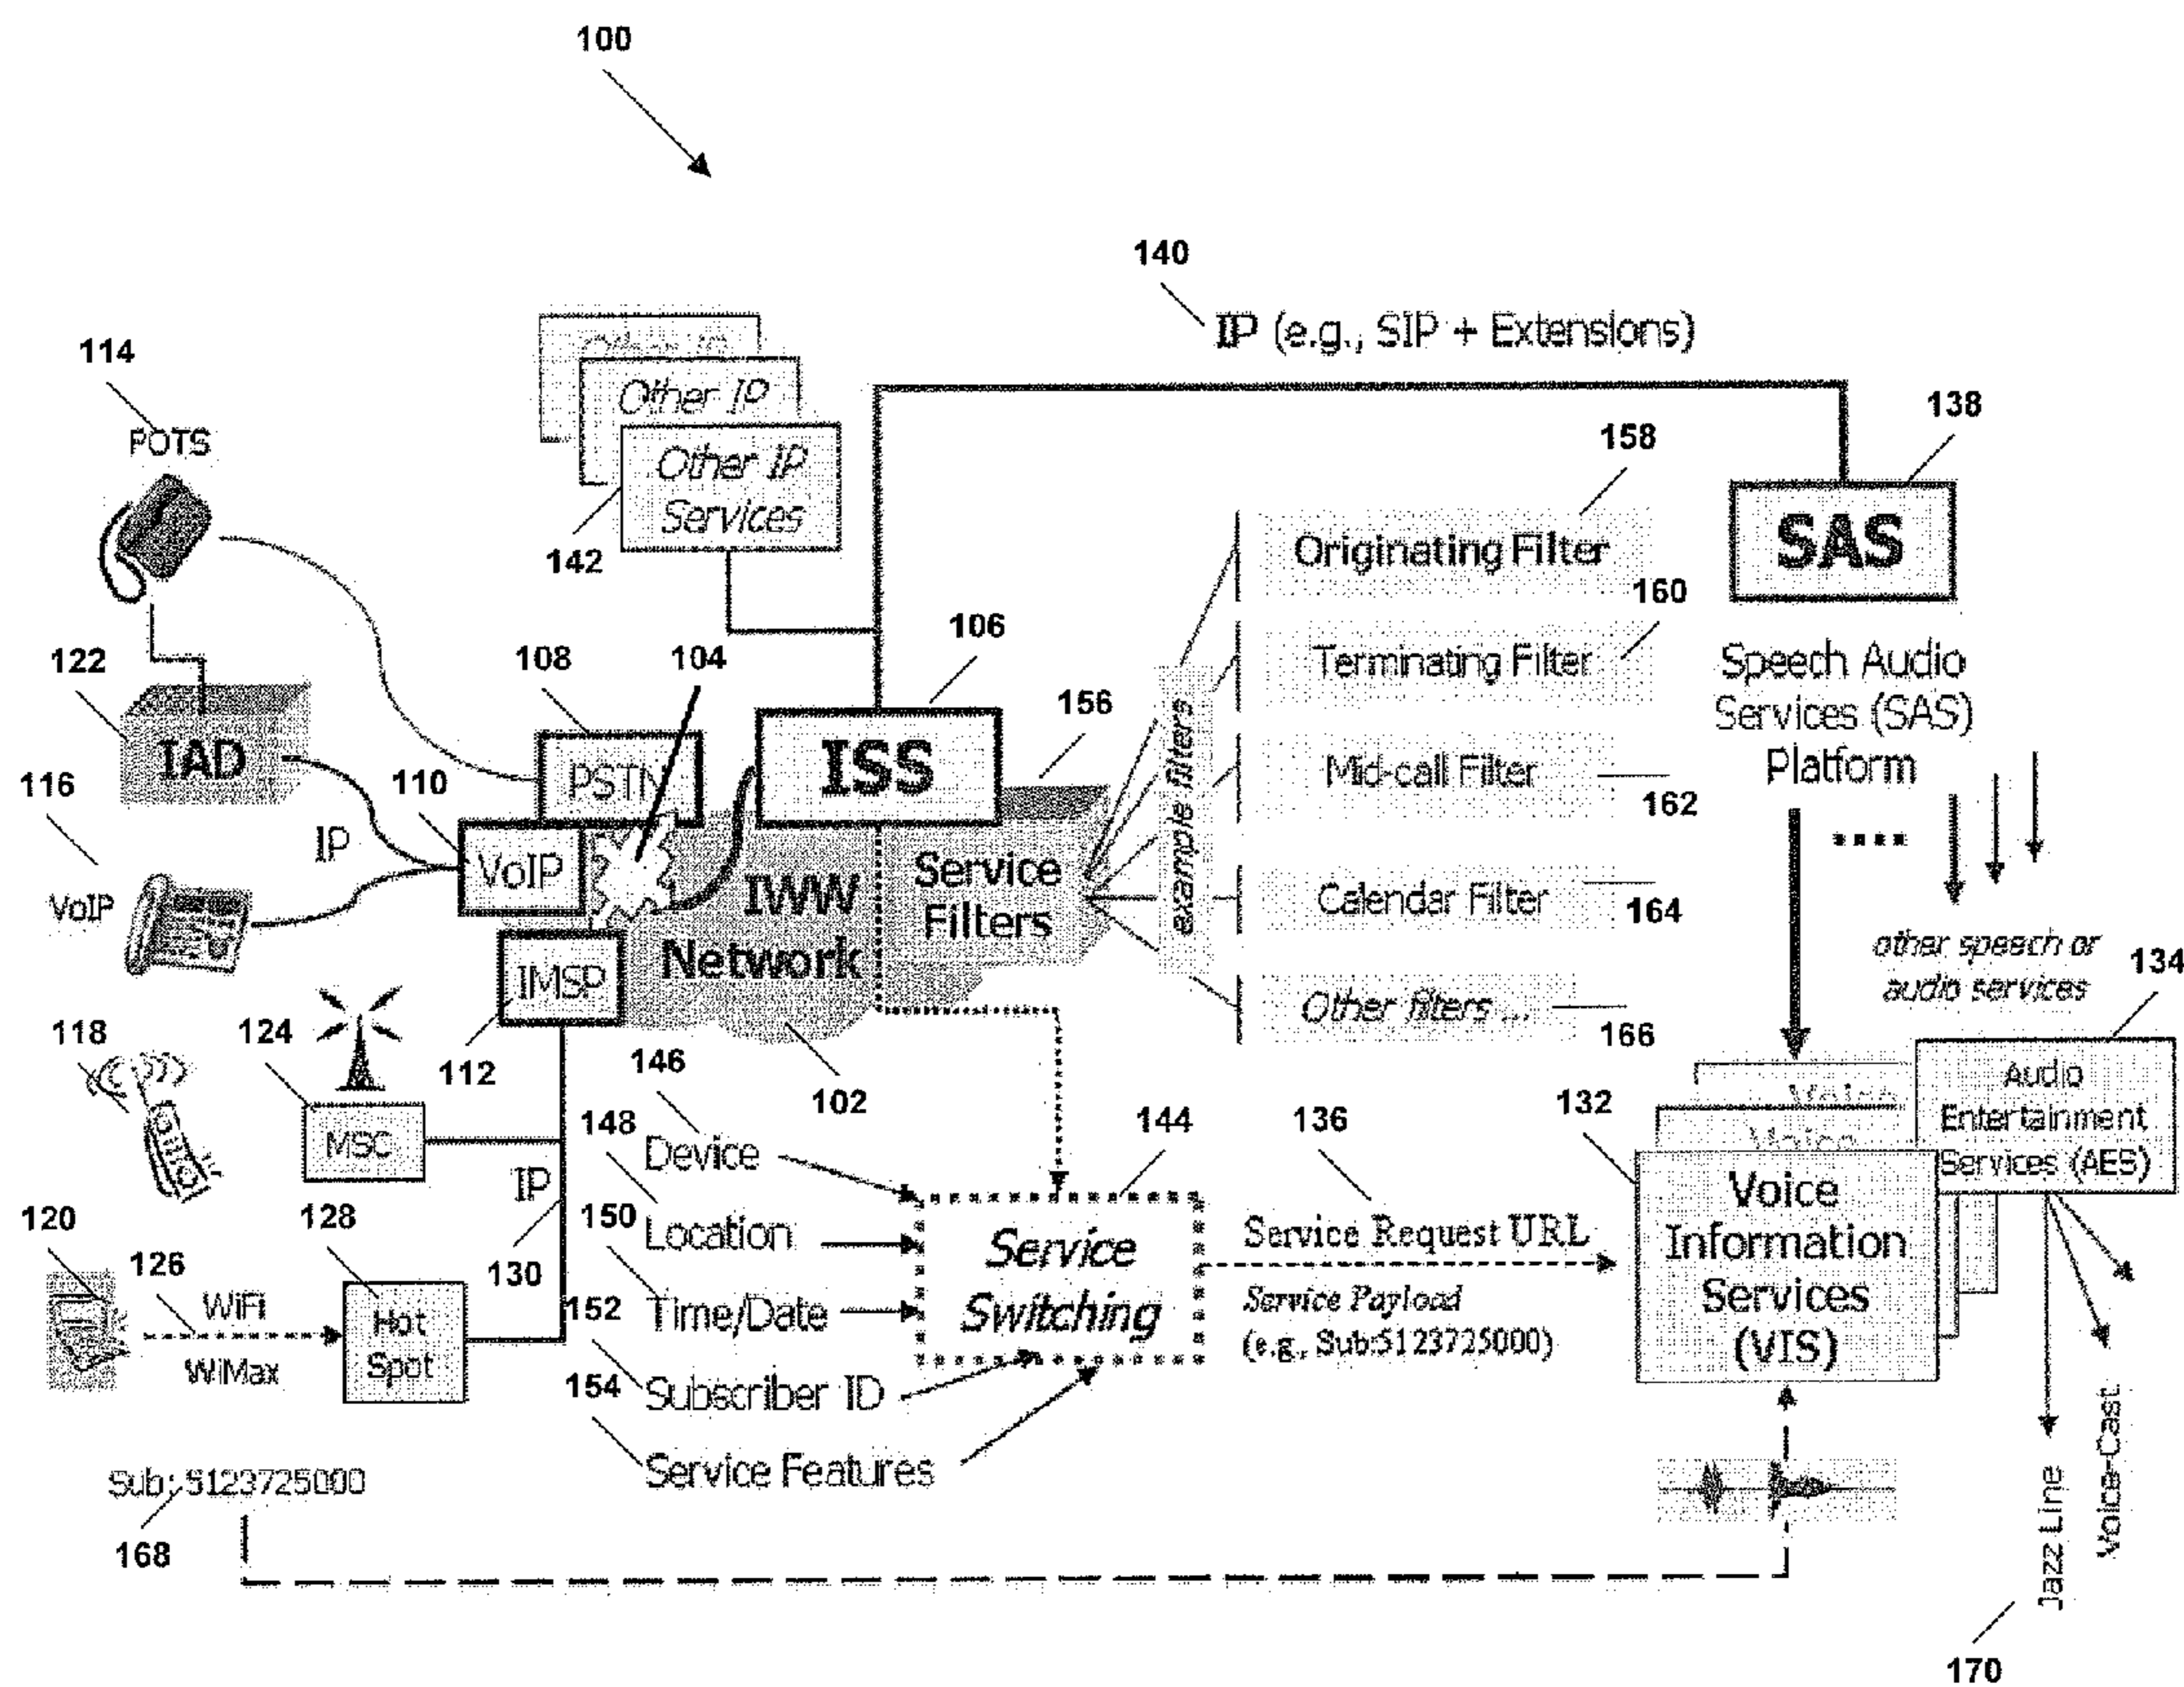 100
140
IP (e.g., SIP + Extensions)
114
POTS
Other IP
Other IP
Other IP
Services
142
138
SAS
158
Originating Filter
160
Terminating Filter
Speech Audio
Services (SAS)
Platform
106
108
104
122
IAD
156
ISS
PSTN
example filters
Mid-call Filter
162
116
110
IP
VoIP
VoIP
Service
Filters
IWW
Network
Calendar Filter
164
other speech or
audio services
134
IMSP
Other filters ...
166
118
124
112
146
102
MSC
148
Device
144
136
132
Voice
Voice
Audio
Entertainment
Services (AES)
IP
120
128
126
WiFi
WiMax
Hot
Spot
130
150
Location
152
Time/Date
154
Subscriber ID
Service Features
Service
Switching
Service Request URL
Service Payload
(e.g., Sub:5123725000)
Voice
Information
Services
(VIS)
Sub: 5123725000
168
Jazz Line
Voice-Cast
170